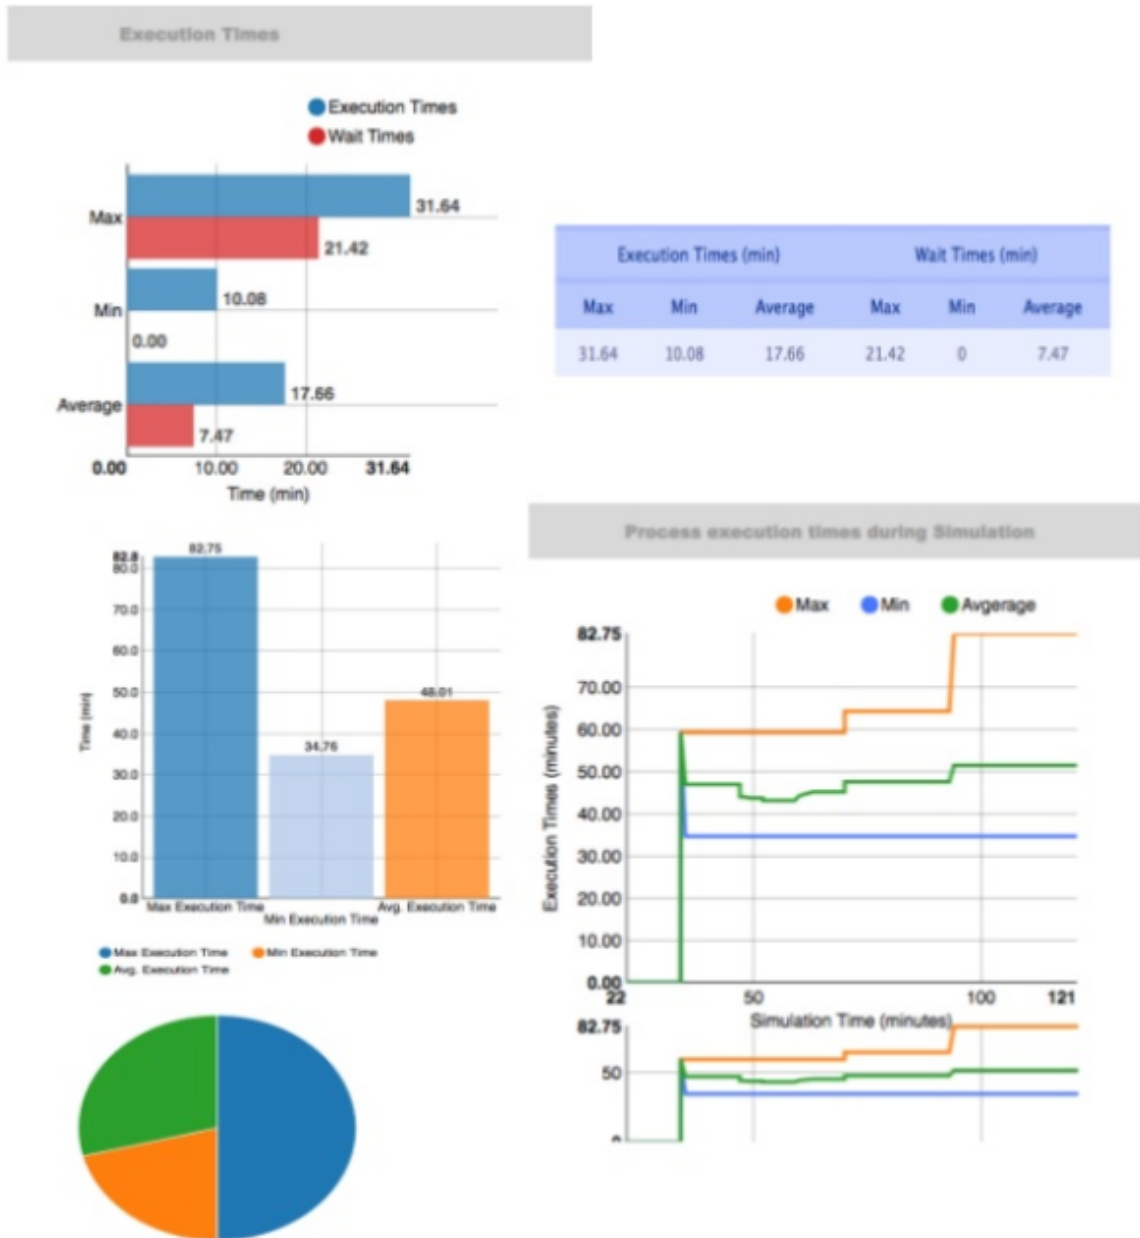 Execution Times
Execution Times
Wait Times
Max
31.64
21.42
Min
10.08
0.00
Average
17.66
7.47
0.00 10.00 20.00 31.64
Time (min)
Execution Times (min) Wait Times (min)
Max Min Average Max Min Average
31.64 10.08 17.66 21.42 0 7.47
82.75
82.8
80.0
70.0
60.0
50.0
48.01
40.0
34.76
30.0
20.0
10.0
0.0
Time (min)
Max Execution Time Min Execution Time Avg. Execution Time
Max Execution Time Min Execution Time
Avg. Execution Time
Process execution times during Simulation
Max Min Avgerage
82.75
70.00
60.00
50.00
40.00
30.00
20.00
10.00
0.00
Execution Times (minutes)
22 50 100 121
Simulation Time (minutes)
82.75
50
0